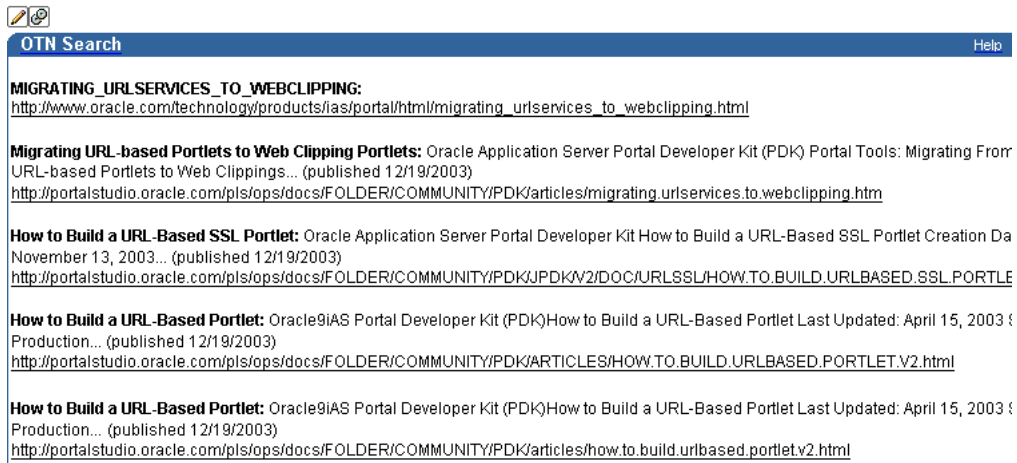 OTN Search
Help
MIGRATING_URLSERVICES_TO_WEBCLIPPING:
http://www.oracle.com/technology/products/ias/portal/html/migrating_urlservices_to_webclipping.html
Migrating URL-based Portlets to Web Clipping Portlets: Oracle Application Server Portal Developer Kit (PDK) Portal Tools: Migrating From
URL-based Portlets to Web Clippings... (published 12/19/2003)
http://portalstudio.oracle.com/pls/ops/docs/FOLDER/COMMUNITY/PDK/articles/migrating.urlservices.to.webclipping.htm
How to Build a URL-Based SSL Portlet: Oracle Application Server Portal Developer Kit How to Build a URL-Based SSL Portlet Creation Da
November 13, 2003... (published 12/19/2003)
http://portalstudio.oracle.com/pls/ops/docs/FOLDER/COMMUNITY/PDK/JPDK/V2/DOC/URLSSL/HOW.TO.BUILD.URLBASED.SSL.PORTLE
How to Build a URL-Based Portlet: Oracle9iAS Portal Developer Kit (PDK)How to Build a URL-Based Portlet Last Updated: April 15, 2003
Production... (published 12/19/2003)
http://portalstudio.oracle.com/pls/ops/docs/FOLDER/COMMUNITY/PDK/ARTICLES/HOW.TO.BUILD.URLBASED.PORTLET.V2.html
How to Build a URL-Based Portlet: Oracle9iAS Portal Developer Kit (PDK)How to Build a URL-Based Portlet Last Updated: April 15, 2003
Production... (published 12/19/2003)
http://portalstudio.oracle.com/pls/ops/docs/FOLDER/COMMUNITY/PDK/articles/how.to.build.urlbased.portlet.v2.html